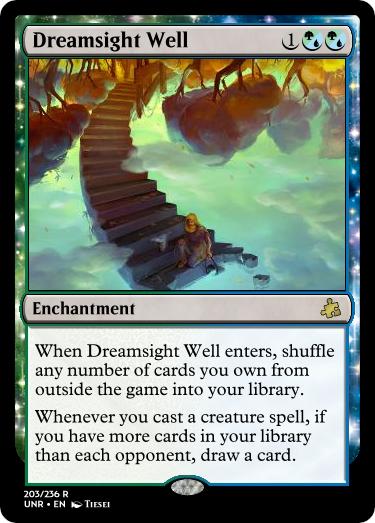 Dreamsight Well 1
Enchantment
When Dreamsight Well enters, shuffle
any number of cards you own from
outside the game into your library.
Whenever you cast a creature spell, if
you have more cards in your library
than each opponent, draw a card.
203/236 R
UNR • EN Tiesei